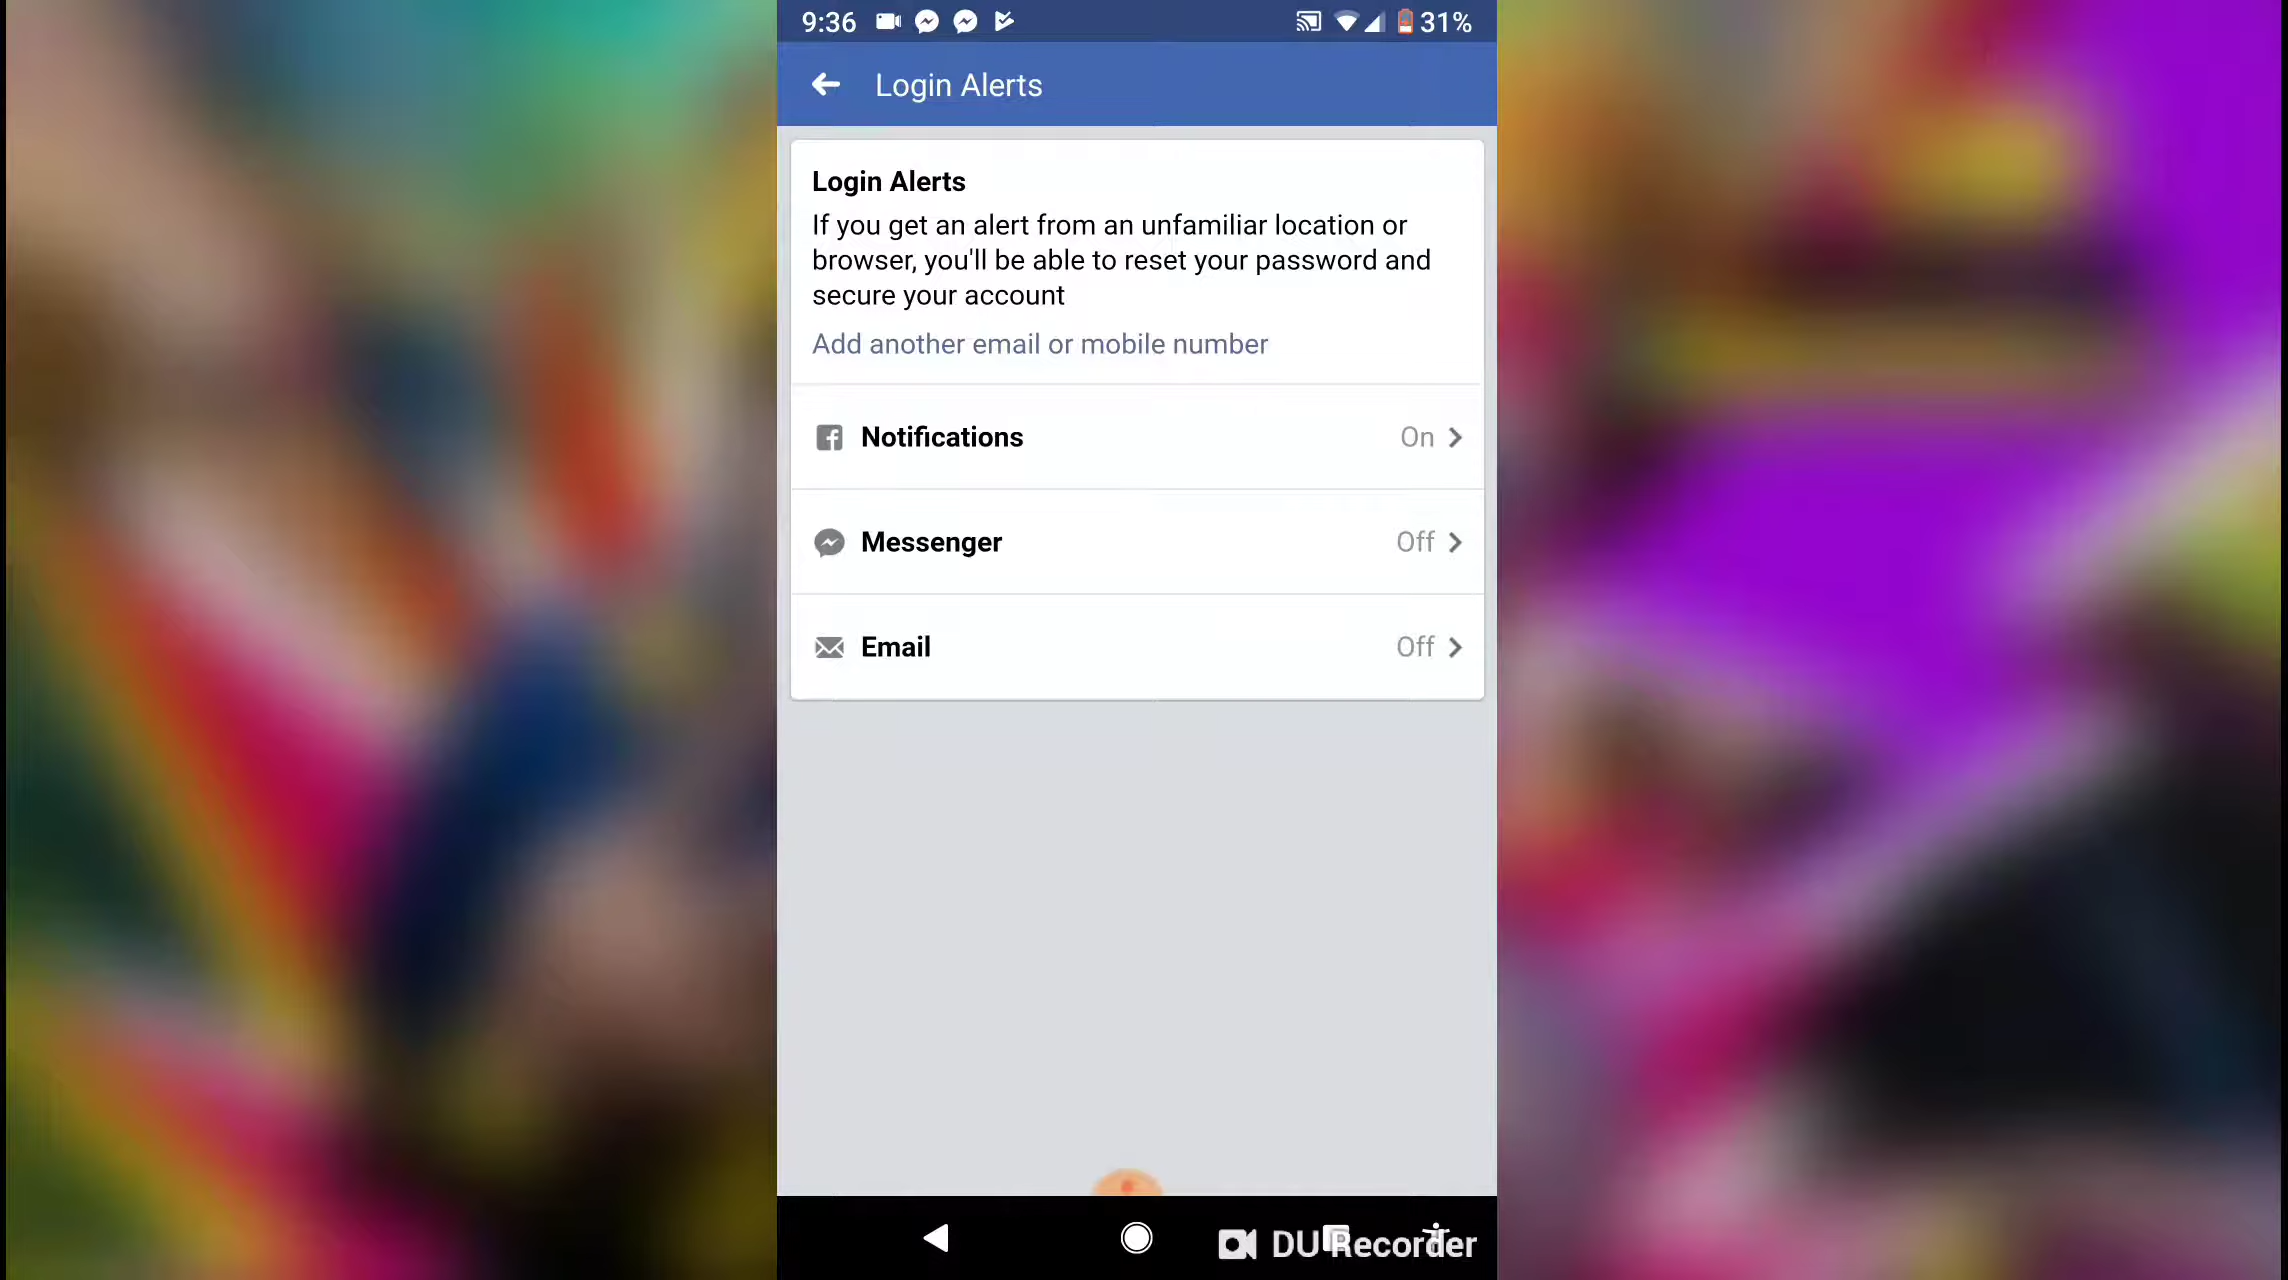 9:36 31%
Login Alerts
Login Alerts
If you get an alert from an unfamiliar location or
browser, you'll be able to reset your password and
secure your account
Add another email or mobile number
Notifications On
Messenger Off
Email Off
DU Recorder